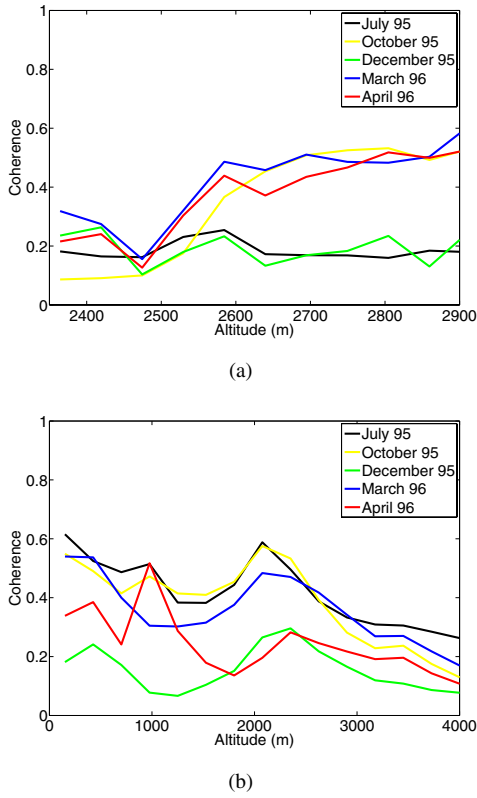 1
0.8
0.6
0.4
0.2
0
Coherence
July 95
October 95
December 95
March 96
April 96
2400 2500 2600 2700 2800 2900
Altitude (m)
(a)
1
0.8
0.6
0.4
0.2
0
Coherence
July 95
October 95
December 95
March 96
April 96
0 1000 2000 3000 4000
Altitude (m)
(b)